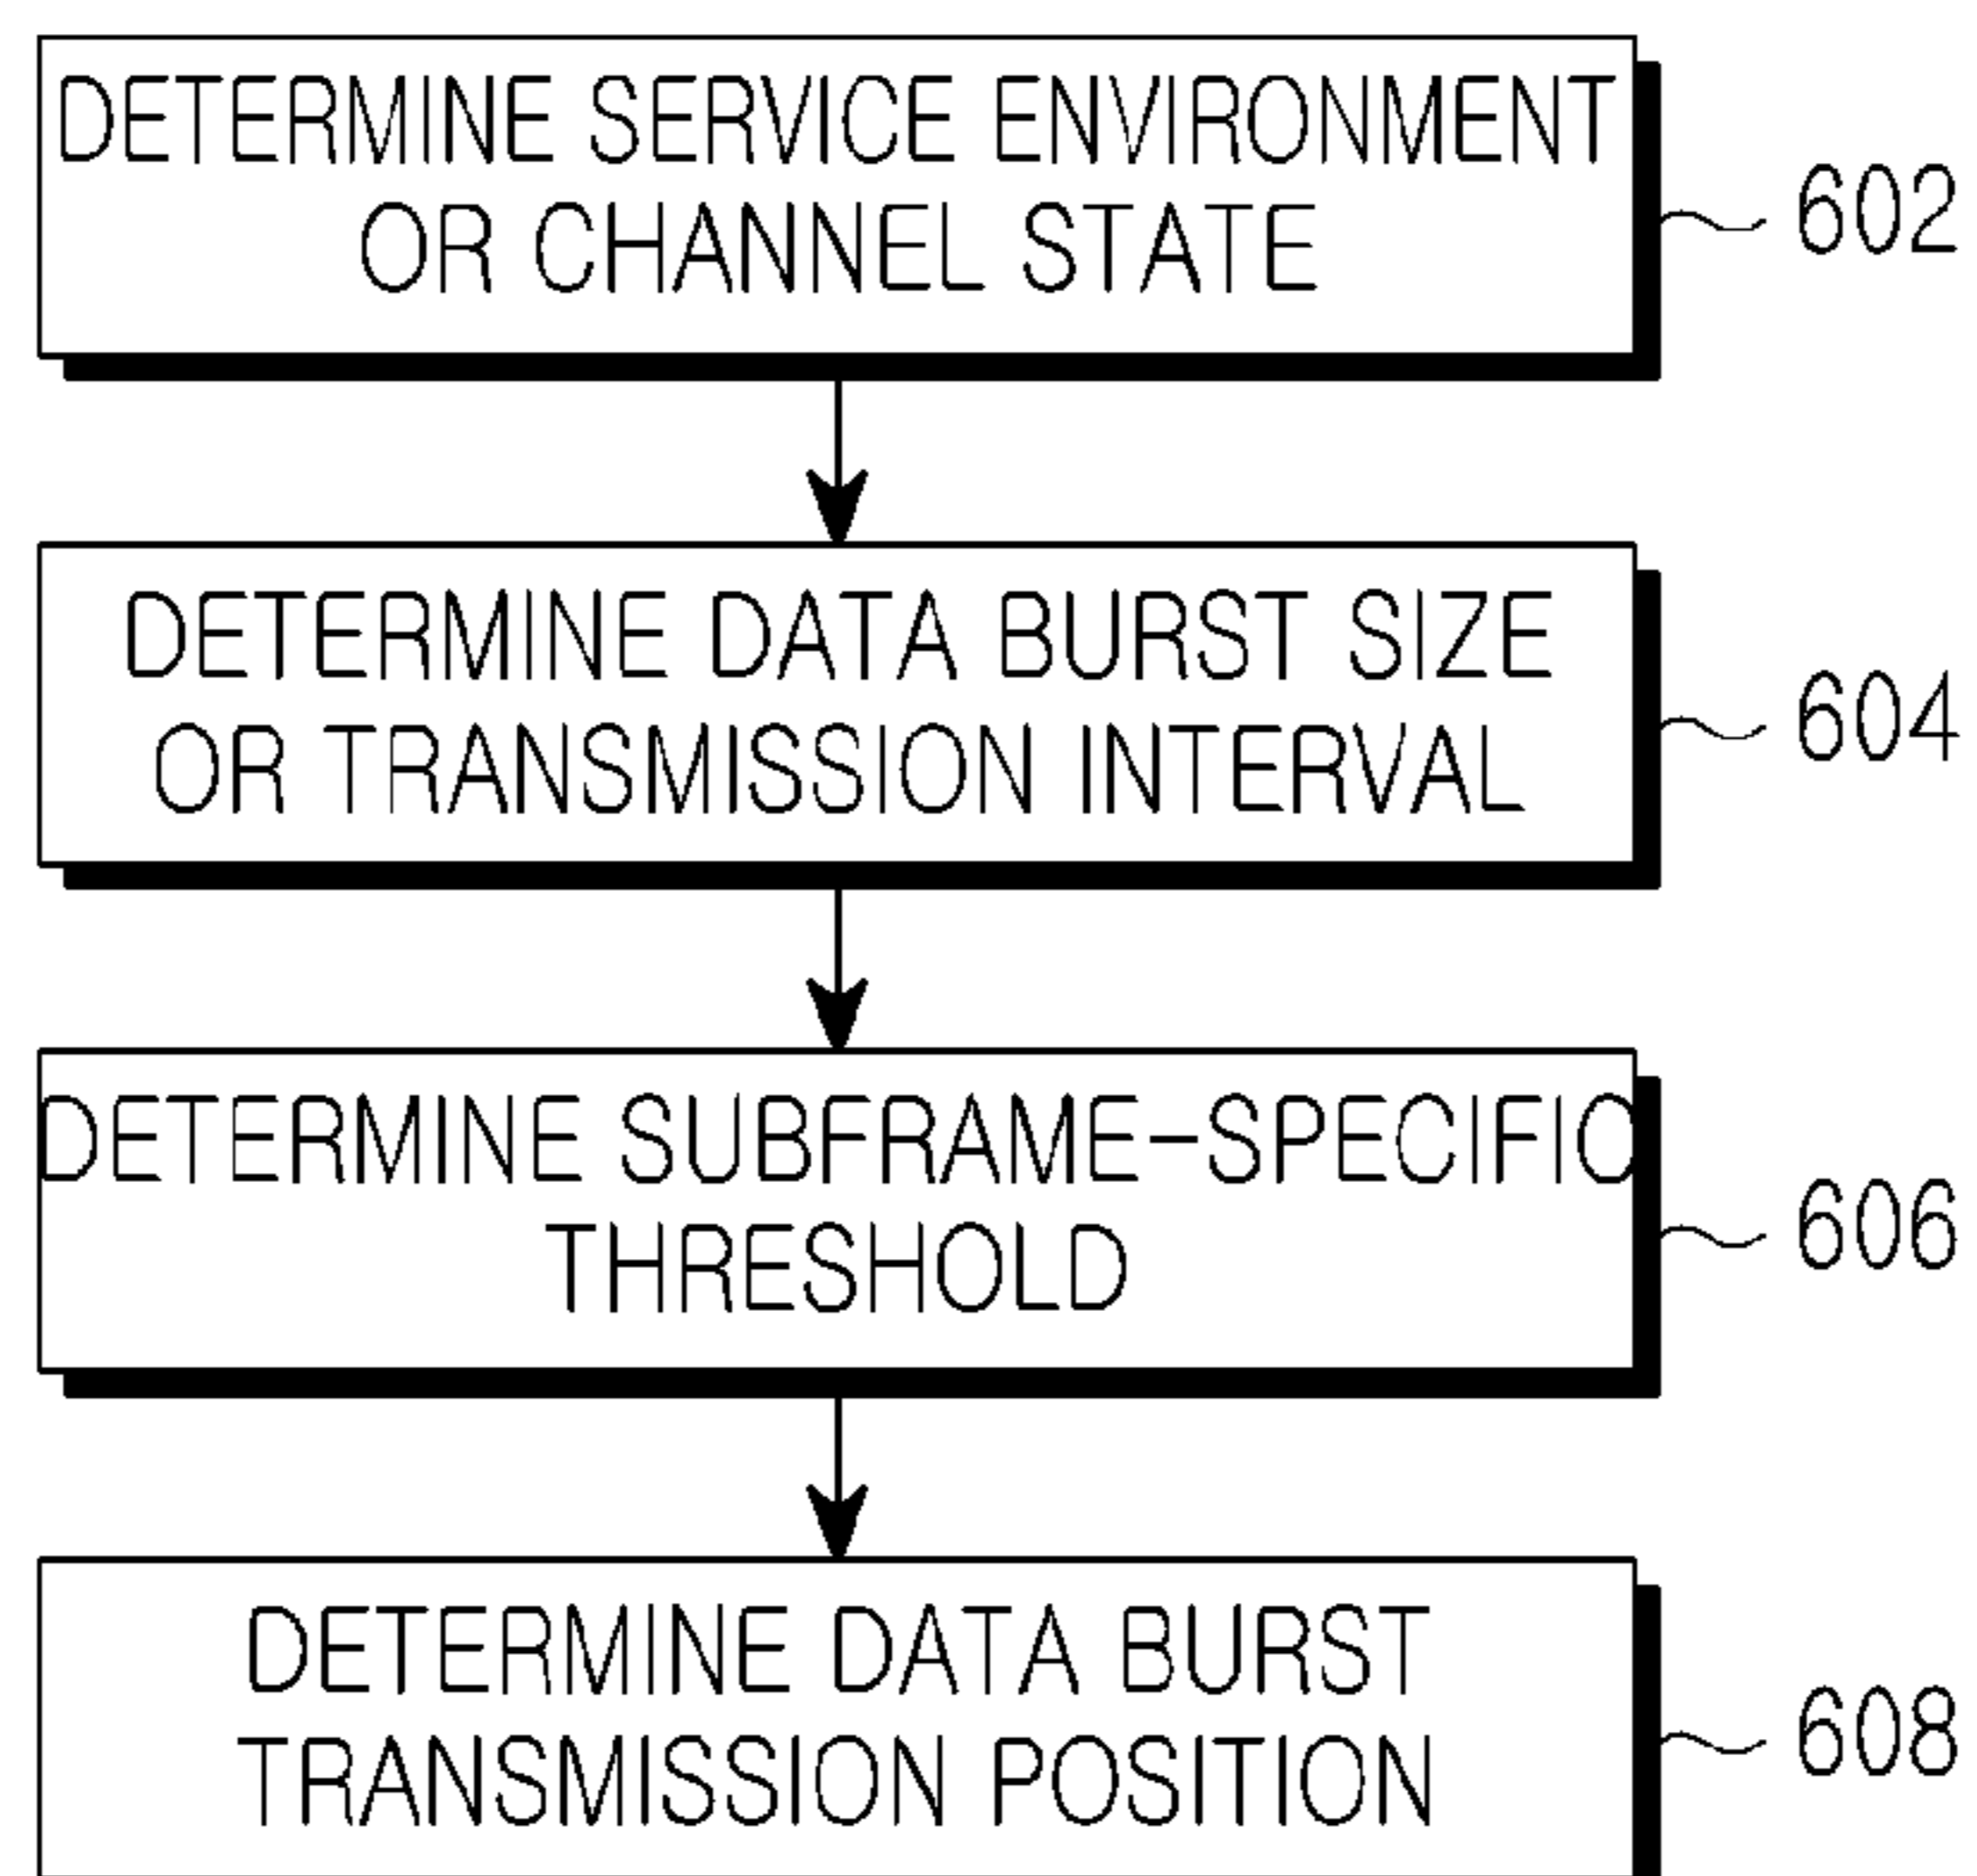 DETERMINE SERVICE ENVIRONMENT
OR CHANNEL STATE
602
DETERMINE DATA BURST SIZE
OR TRANSMISSION INTERVAL
604
DETERMINE SUBFRAME-SPECIFIC
THRESHOLD
606
DETERMINE DATA BURST
TRANSMISSION POSITION
608